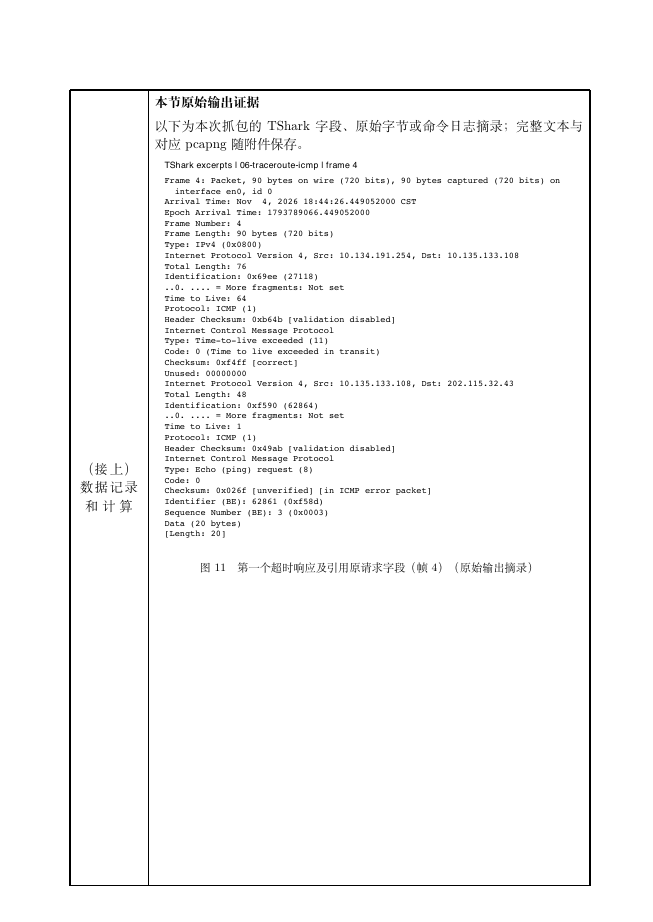 本节原始输出证据
以下为本次抓包的 TShark 字段、原始字节或命令日志摘录；完整文本与
对应 pcapng 随附件保存。
TShark excerpts | 06-traceroute-icmp | frame 4
Frame 4: Packet, 90 bytes on wire (720 bits), 90 bytes captured (720 bits) on
interface en0, id 0
Arrival Time: Nov  4, 2026 18:44:26.449052000 CST
Epoch Arrival Time: 1793789066.449052000
Frame Number: 4
Frame Length: 90 bytes (720 bits)
Type: IPv4 (0x0800)
Internet Protocol Version 4, Src: 10.134.191.254, Dst: 10.135.133.108
Total Length: 76
Identification: 0x69ee (27118)
..0. .... = More fragments: Not set
Time to Live: 64
Protocol: ICMP (1)
Header Checksum: 0xb64b [validation disabled]
Internet Control Message Protocol
Type: Time-to-live exceeded (11)
Code: 0 (Time to live exceeded in transit)
Checksum: 0xf4ff [correct]
Unused: 00000000
Internet Protocol Version 4, Src: 10.135.133.108, Dst: 202.115.32.43
Total Length: 48
Identification: 0xf590 (62864)
..0. .... = More fragments: Not set
Time to Live: 1
Protocol: ICMP (1)
Header Checksum: 0x49ab [validation disabled]
Internet Control Message Protocol
Type: Echo (ping) request (8)
Code: 0
Checksum: 0x026f [unverified] [in ICMP error packet]
Identifier (BE): 62861 (0xf58d)
Sequence Number (BE): 3 (0x0003)
Data (20 bytes)
[Length: 20]
图 11 第一个超时响应及引用原请求字段（帧 4）（原始输出摘录）
（接上）
数据记录
和 计 算